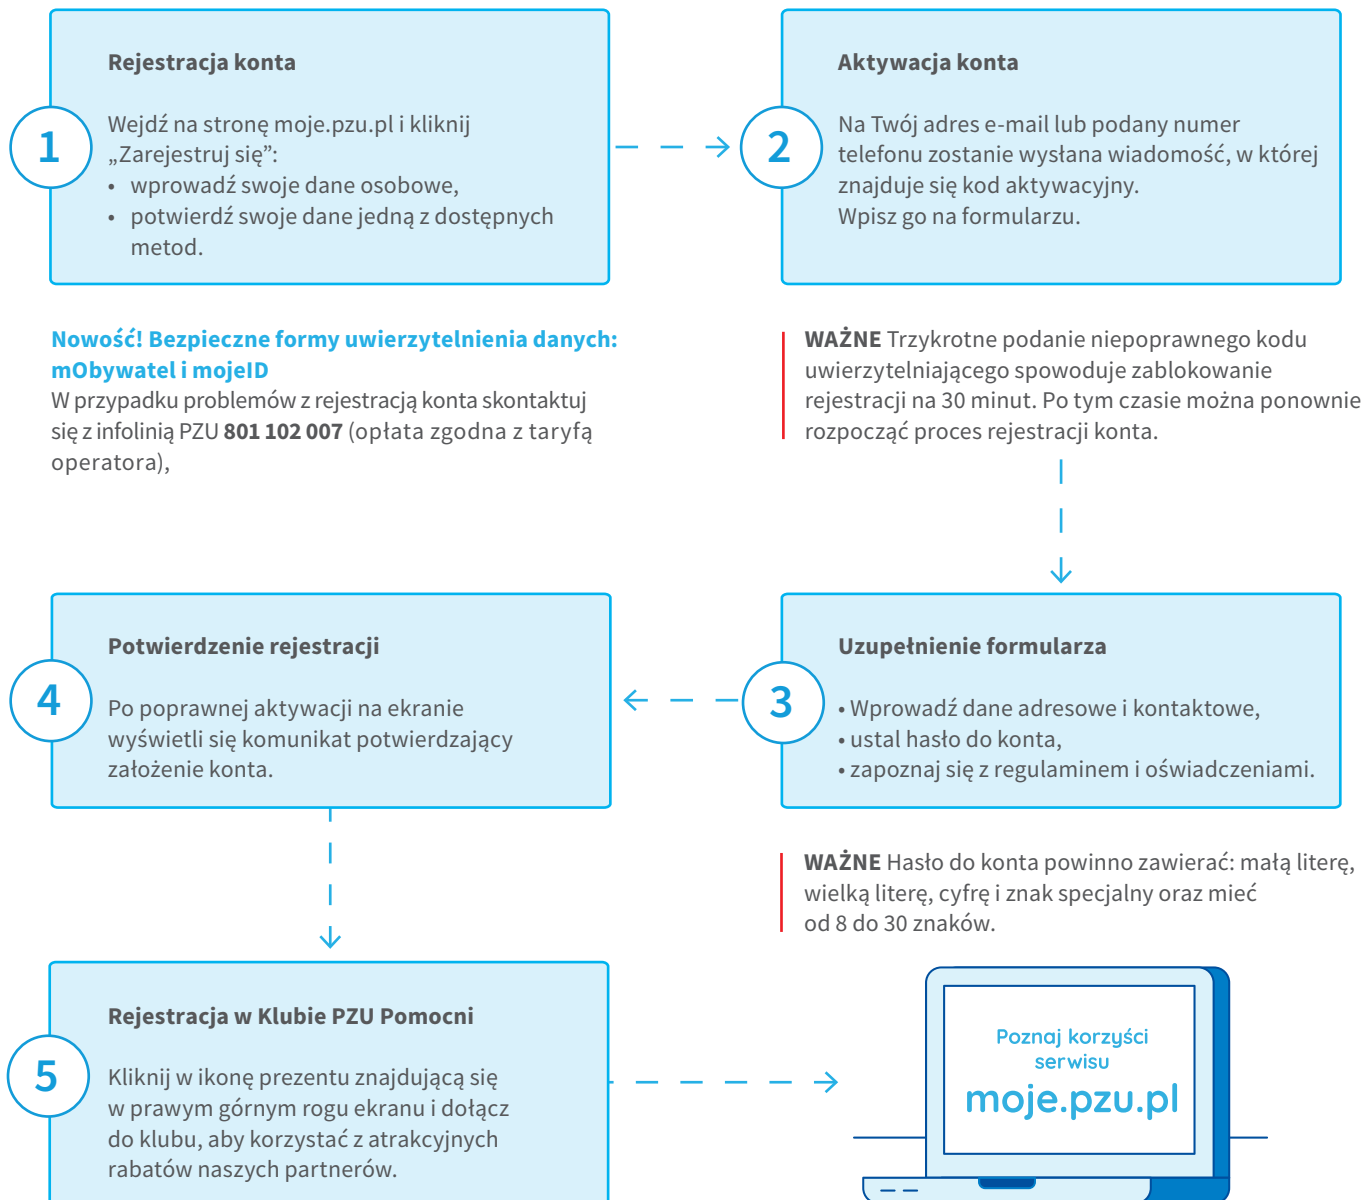 1
Rejestracja konta
Wejdź na stronę moje.pzu.pl i kliknij
„Zarejestruj się”:
• wprowadź swoje dane osobowe,
• potwierdź swoje dane jedną z dostępnych
metod.
Nowość! Bezpieczne formy uwierzytelnienia danych:
mObywatel i mojeID
W przypadku problemów z rejestracją konta skontaktuj
się z infolinią PZU 801 102 007 (opłata zgodna z taryfą
operatora),
2
Aktywacja konta
Na Twój adres e-mail lub podany numer
telefonu zostanie wysłana wiadomość, w której
znajduje się kod aktywacyjny.
Wpisz go na formularzu.
WAŻNE Trzykrotne podanie niepoprawnego kodu
uwierzytelniającego spowoduje zablokowanie
rejestracji na 30 minut. Po tym czasie można ponownie
rozpocząć proces rejestracji konta.
3
Uzupełnienie formularza
• Wprowadź dane adresowe i kontaktowe,
• ustal hasło do konta,
• zapoznaj się z regulaminem i oświadczeniami.
WAŻNE Hasło do konta powinno zawierać: małą literę,
wielką literę, cyfrę i znak specjalny oraz mieć
od 8 do 30 znaków.
4
Potwierdzenie rejestracji
Po poprawnej aktywacji na ekranie
wyświetli się komunikat potwierdzający
założenie konta.
5
Rejestracja w Klubie PZU Pomocni
Kliknij w ikonę prezentu znajdującą się
w prawym górnym rogu ekranu i dołącz
do klubu, aby korzystać z atrakcyjnych
rabatów naszych partnerów.
Poznaj korzyści
serwisu
moje.pzu.pl